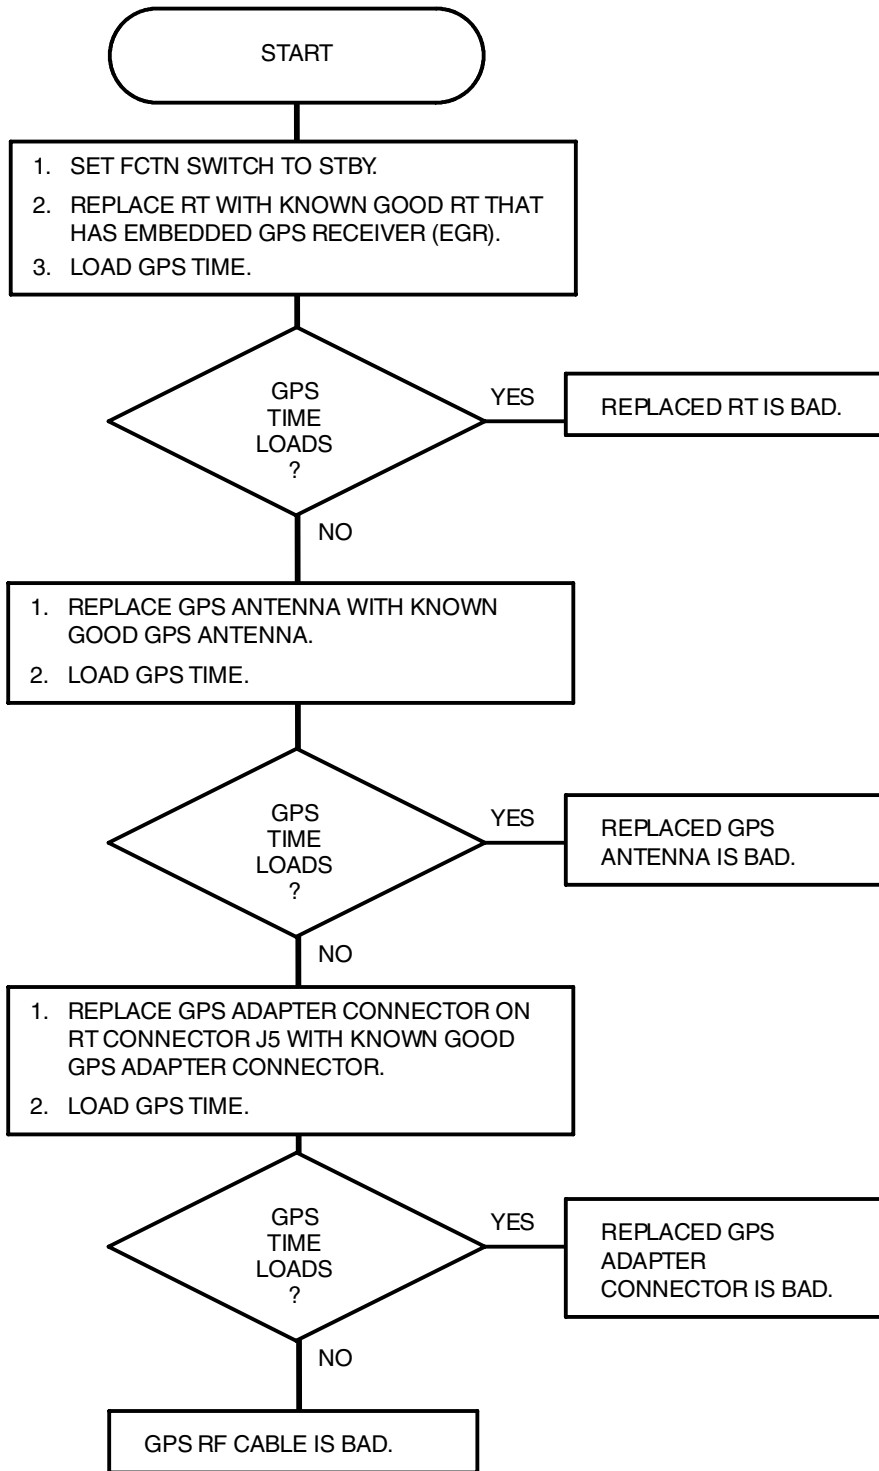 START
1. SET FCTN SWITCH TO STBY.
2. REPLACE RT WITH KNOWN GOOD RT THAT
HAS EMBEDDED GPS RECEIVER (EGR).
3. LOAD GPS TIME.
GPS
TIME
LOADS
?
YES
REPLACED RT IS BAD.
NO
1. REPLACE GPS ANTENNA WITH KNOWN
GOOD GPS ANTENNA.
2. LOAD GPS TIME.
GPS
TIME
LOADS
?
YES
REPLACED GPS
ANTENNA IS BAD.
NO
1. REPLACE GPS ADAPTER CONNECTOR ON
RT CONNECTOR J5 WITH KNOWN GOOD
GPS ADAPTER CONNECTOR.
2. LOAD GPS TIME.
GPS
TIME
LOADS
?
YES
REPLACED GPS
ADAPTER
CONNECTOR IS BAD.
NO
GPS RF CABLE IS BAD.